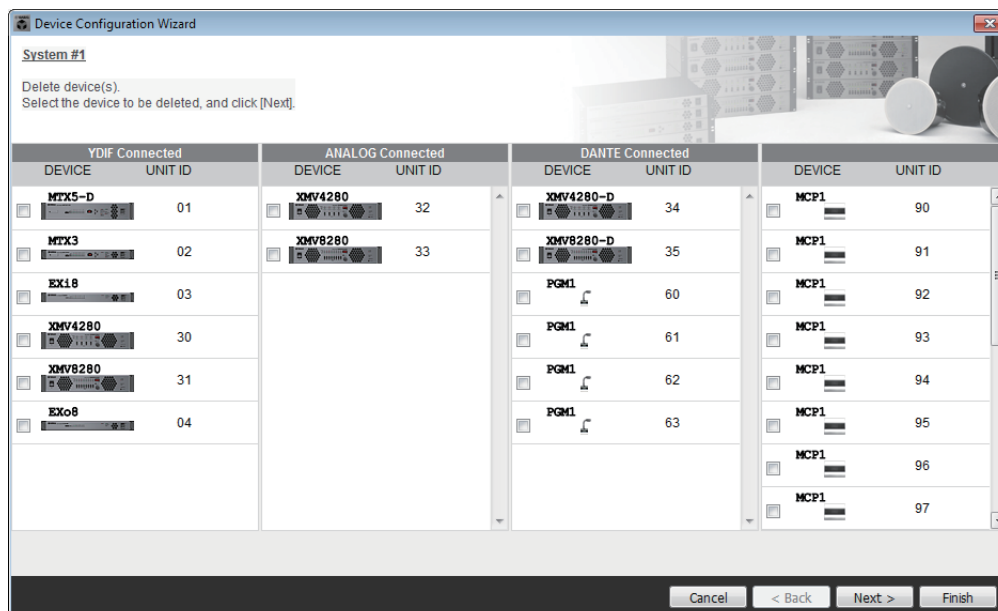 Device Configuration Wizard
System #1
Delete device(s).
Select the device to be deleted, and click [Next].
YDIF Connected
DEVICE UNIT ID
MTX5-D 01
MTX3 02
EXi8 03
XMV4280 30
XMV8280 31
EXo8 04
ANALOG Connected
DEVICE UNIT ID
XMV4280 32
XMV8280 33
DANTE Connected
DEVICE UNIT ID
XMV4280-D 34
XMV8280-D 35
PGM1 60
PGM1 61
PGM1 62
PGM1 63
DEVICE UNIT ID
MCP1 90
MCP1 91
MCP1 92
MCP1 93
MCP1 94
MCP1 95
MCP1 96
MCP1 97
Cancel < Back Next > Finish